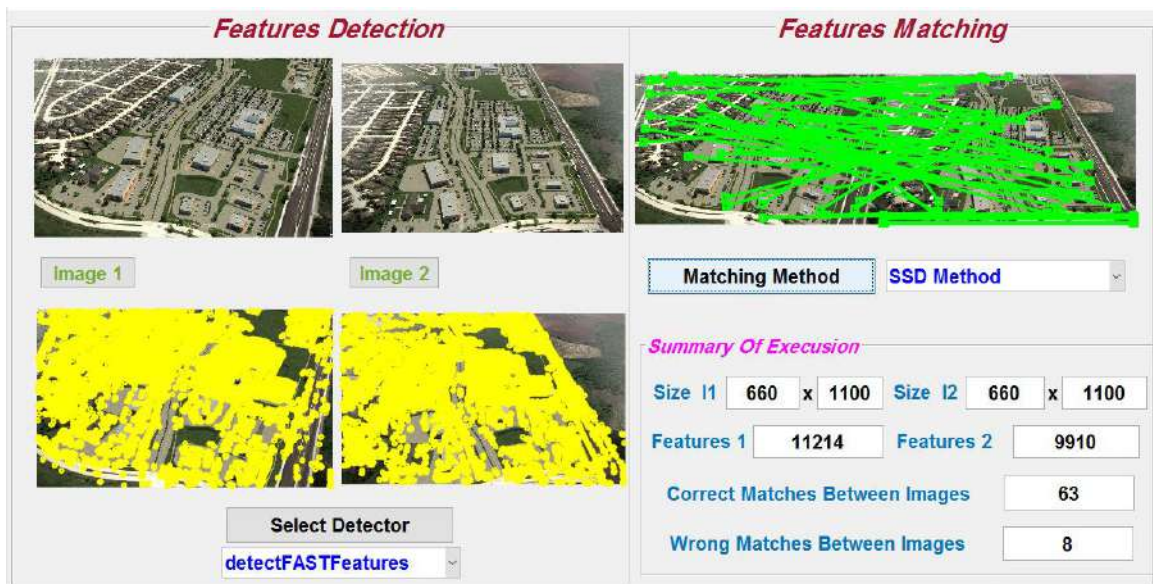 Features Detection
Image 1
Image 2
Select Detector
detectFASTFeatures
Features Matching
Matching Method
SSD Method
Summary Of Execusion
Size I1 660 x 1100 Size I2 660 x 1100
Features 1 11214 Features 2 9910
Correct Matches Between Images 63
Wrong Matches Between Images 8